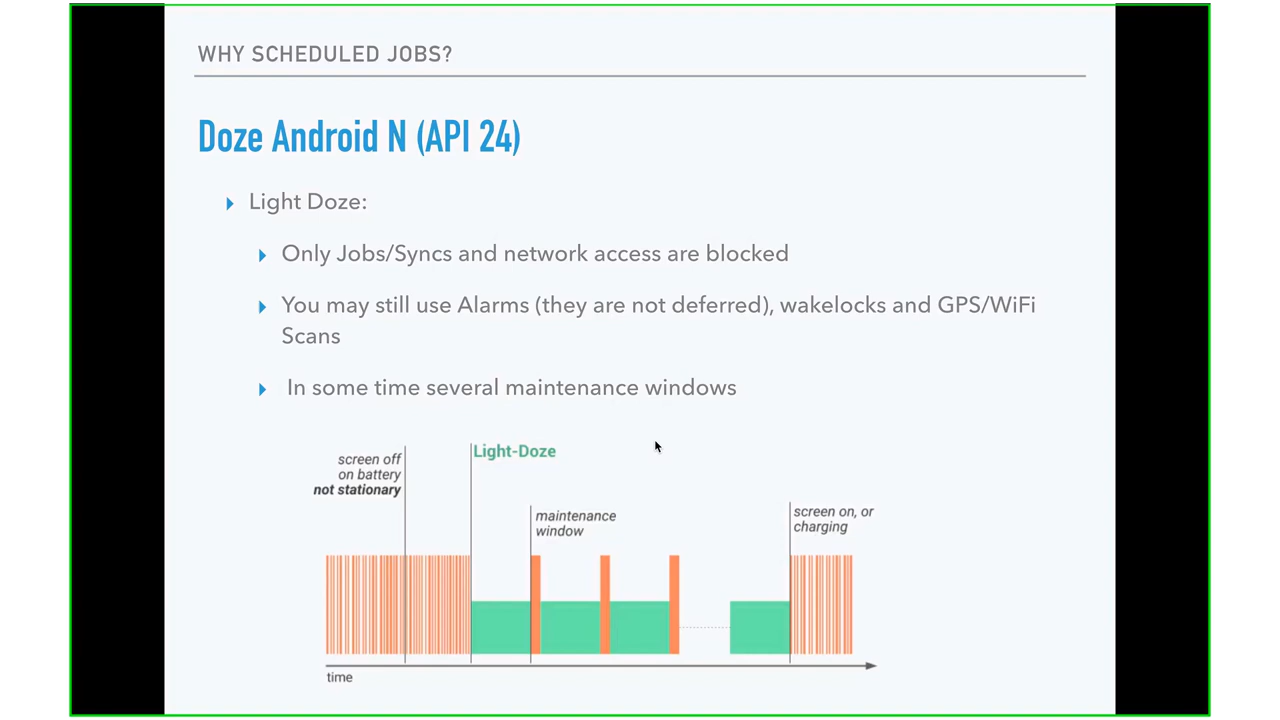 WHY SCHEDULED JOBS?
Doze Android N (API 24)
Light Doze:
Only Jobs/Syncs and network access are blocked
You may still use Alarms (they are not deferred), wakelocks and GPS/WiFi
Scans
In some time several maintenance windows
screen off
on battery
not stationary
Light-Doze
maintenance
window
screen on, or
charging
time